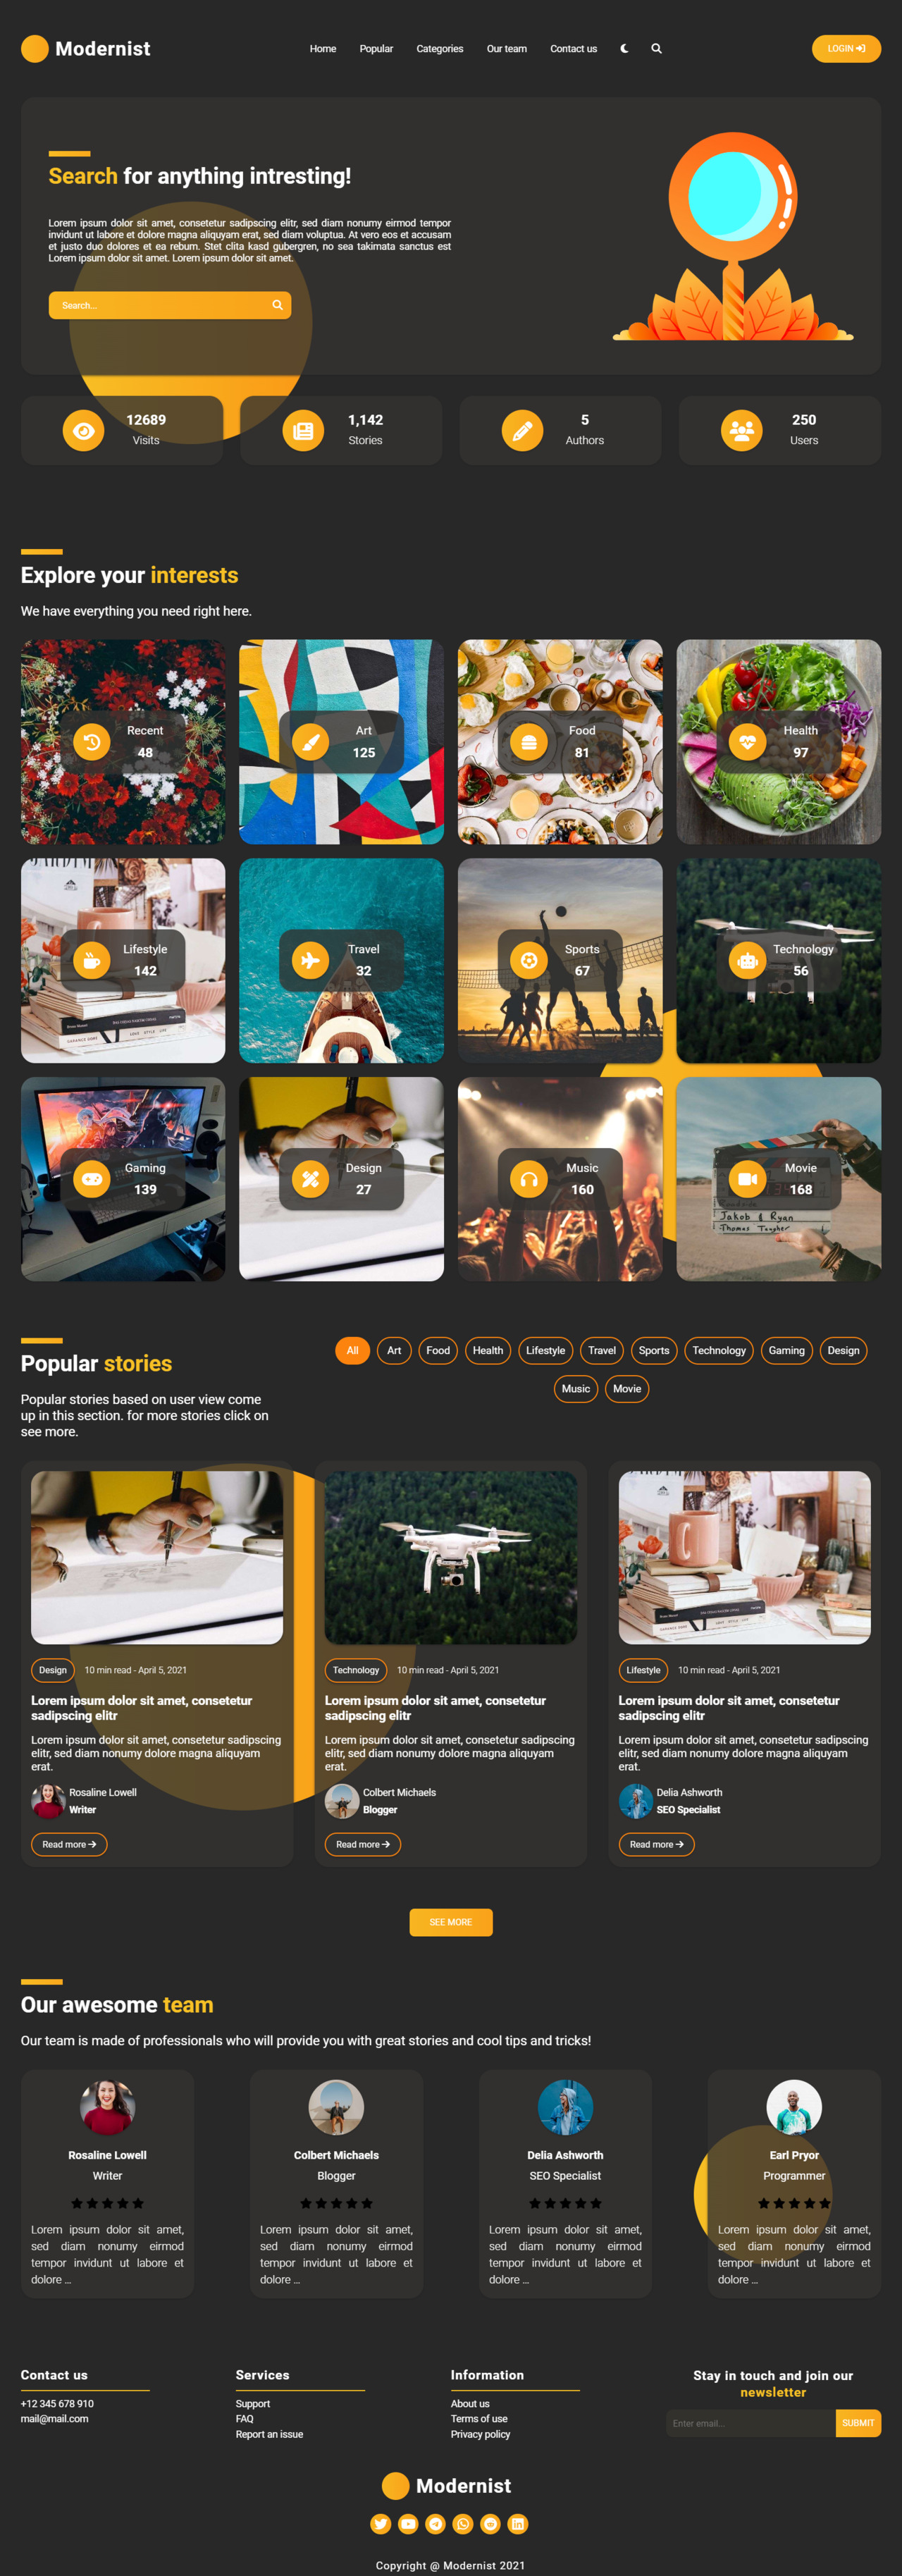 Modernist
Home Popular Categories Our team Contact us
LOGIN
Search for anything intresting!
Lorem ipsum dolor sit amet, consetetur sadipscing elitr, sed diam nonumy eirmod tempor
invidunt ut labore et dolore magna aliquyam erat, sed diam voluptua. At vero eos et accusam
et justo duo dolores et ea rebum. Stet clita kasd gubergren, no sea takimata sanctus est
Lorem ipsum dolor sit amet. Lorem ipsum dolor sit amet.
Search...
12689
Visits
1,142
Stories
5
Authors
250
Users
Explore your interests
We have everything you need right here.
Recent
48
Art
125
Food
81
Health
97
Lifestyle
142
Travel
32
Sports
67
Technology
56
Gaming
139
Design
27
Music
160
Movie
168
Jakob & Ryan
Thomas Taugher
Popular stories
Popular stories based on user view come
up in this section. for more stories click on
see more.
All Art Food Health Lifestyle Travel Sports Technology Gaming Design
Music Movie
Design 10 min read - April 5, 2021
Lorem ipsum dolor sit amet, consetetur
sadipscing elitr
Lorem ipsum dolor sit amet, consetetur sadipscing
elitr, sed diam nonumy dolore magna aliquyam
erat.
Rosaline Lowell
Writer
Read more
Technology 10 min read - April 5, 2021
Lorem ipsum dolor sit amet, consetetur
sadipscing elitr
Lorem ipsum dolor sit amet, consetetur sadipscing
elitr, sed diam nonumy dolore magna aliquyam
erat.
Colbert Michaels
Blogger
Read more
Lifestyle 10 min read - April 5, 2021
Lorem ipsum dolor sit amet, consetetur
sadipscing elitr
Lorem ipsum dolor sit amet, consetetur sadipscing
elitr, sed diam nonumy dolore magna aliquyam
erat.
Delia Ashworth
SEO Specialist
Read more
SEE MORE
Our awesome team
Our team is made of professionals who will provide you with great stories and cool tips and tricks!
Rosaline Lowell
Writer
Lorem ipsum dolor sit amet,
sed diam nonumy eirmod
tempor invidunt ut labore et
dolore ...
Colbert Michaels
Blogger
Lorem ipsum dolor sit amet,
sed diam nonumy eirmod
tempor invidunt ut labore et
dolore ...
Delia Ashworth
SEO Specialist
Lorem ipsum dolor sit amet,
sed diam nonumy eirmod
tempor invidunt ut labore et
dolore ...
Earl Pryor
Programmer
Lorem ipsum dolor sit amet,
sed diam nonumy eirmod
tempor invidunt ut labore et
dolore ...
Contact us
+12 345 678 910
mail@mail.com
Services
Support
FAQ
Report an issue
Information
About us
Terms of use
Privacy policy
Stay in touch and join our
newsletter
Enter email...
SUBMIT
Modernist
Copyright @ Modernist 2021